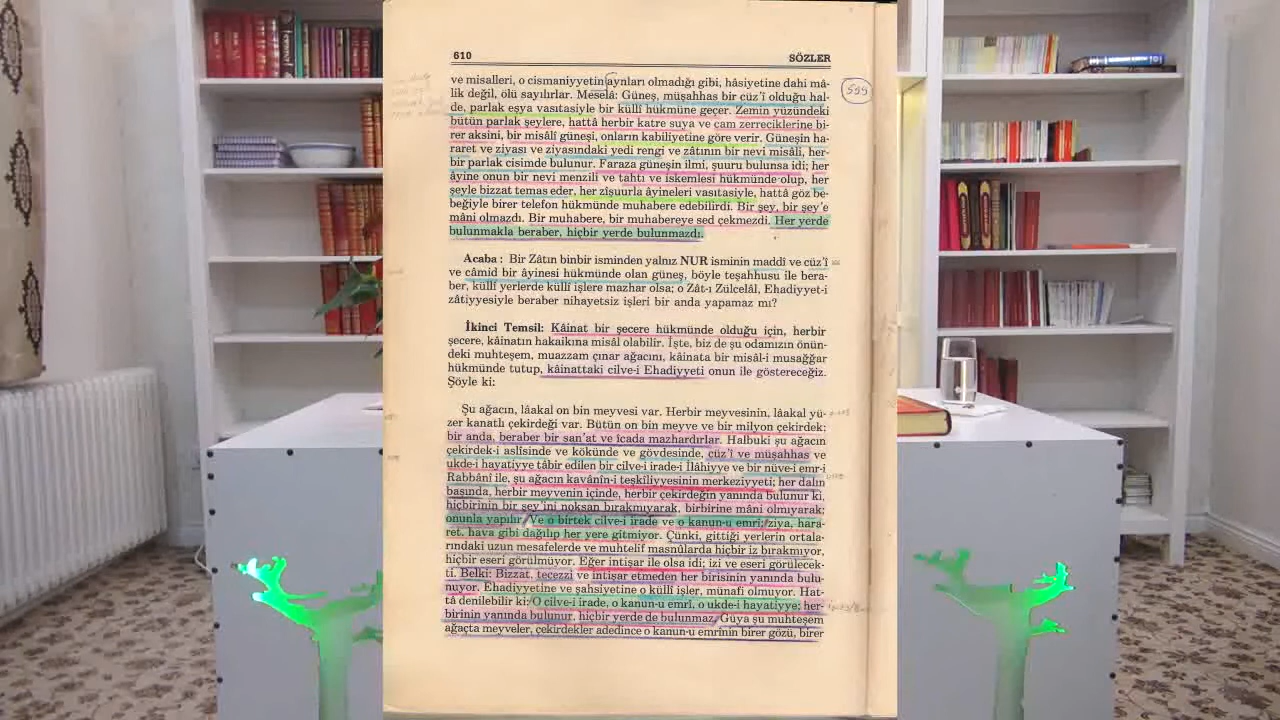 610 SÖZLER
ve misalleri, o cismaniyyetin aynları olmadığı gibi, hâsiyetine dahi mâ-
lik değil, ölü sayılırlar. Meselâ: Güneş, müşahhas bir cüz'î olduğu hal-
de, parlak eşya vasıtasiyle bir küllî hükmüne geçer. Zemin yüzündeki
bütün parlak şeylere, hattâ herbir katre suya ve cam zerreciklerine bi-
rer aksini, bir misâlî güneşi, onların kabiliyetine göre verir. Güneşin ha-
raret ve ziyası ve ziyasındaki yedi rengi ve zâtının bir nevi misâli, her
bir parlak cisimde bulunur. Faraza güneşin ilmi, şuuru bulunsa idi; her
âyine onun bir nevi menzili ve tahtı ve iskemlesi hükmünde olup, her
şeyle bizzat temas eder, her zîşuurla âyineleri vasıtasiyle, hattâ göz be-
beğiyle birer telefon hükmünde muhabere edebilirdi. Bir şey, bir şey'e
mâni olmazdı. Bir muhabere, bir muhabereye sed çekmezdi. Her yerde
bulunmakla beraber, hiçbir yerde bulunmazdı.
599
Acaba : Bir Zâtın binbir isminden yalnız NUR isminin maddî ve cüz'î
ve câmid bir âyinesi hükmünde olan güneş, böyle teşahhusu ile bera-
ber, küllî yerlerde küllî işlere mazhar olsa; o Zât-ı Zülcelâl, Ehadiyyet-i
zâtiyyesiyle beraber nihayetsiz işleri bir anda yapamaz mı?
İkinci Temsil: Kâinat bir şecere hükmünde olduğu için, herbir
şecere, kâinatın hakaikına misâl olabilir. İşte, biz de şu odamızın önün-
deki muhteşem, muazzam çınar ağacını, kâinata bir misâl-i musağğar
hükmünde tutup, kâinattaki cilve-i Ehadiyyeti onun ile göstereceğiz.
Şöyle ki:
Şu ağacın, lâakal on bin meyvesi var. Herbir meyvesinin, lâakal yü-
zer kanatlı çekirdeği var. Bütün on bin meyve ve bir milyon çekirdek;
bir anda, beraber bir san'at ve îcada mazhardırlar. Halbuki şu ağacın
çekirdek-i aslîsinde ve kökünde ve gövdesinde, cüz'î ve müşahhas ve
ukde-i hayatiyye tâbir edilen bir cilve-i irade-i İlâhiyye ve bir nüve-i emr-i
Rabbânî ile, şu ağacın kavânîn-i teşkîliyyesinin merkeziyyeti; her dalın
başında, herbir meyvenin içinde, herbir çekirdeğin yanında bulunur ki,
hiçbirinin bir şey'ini noksan bırakmıyarak, birbirine mâni olmıyarak;
onunla yapılır. Ve o birtek cilve-i irade ve o kanun-u emrî; ziya, hara-
ret, hava gibi dağılıp her yere gitmiyor. Çünki, gittiği yerlerin ortala-
rındaki uzun mesafelerde ve muhtelif masnûlarda hiçbir iz bırakmıyor,
hiçbir eseri görülmüyor. Eğer intişar ile olsa idi; izi ve eseri görülecek-
ti. Belki: Bizzat, tecezzi ve intişar etmeden her birisinin yanında bulu-
nuyor. Ehadiyyetine ve şahsiyetine o küllî işler, münafi olmuyor. Hat-
tâ denilebilir ki: O cilve-i irade, o kanun-u emrî, o ukde-i hayatiyye; her-
birinin yanında bulunur, hiçbir yerde de bulunmaz. Güya şu muhteşem
ağaçta meyveler, çekirdekler adedince o kanun-u emrînin birer gözü, birer